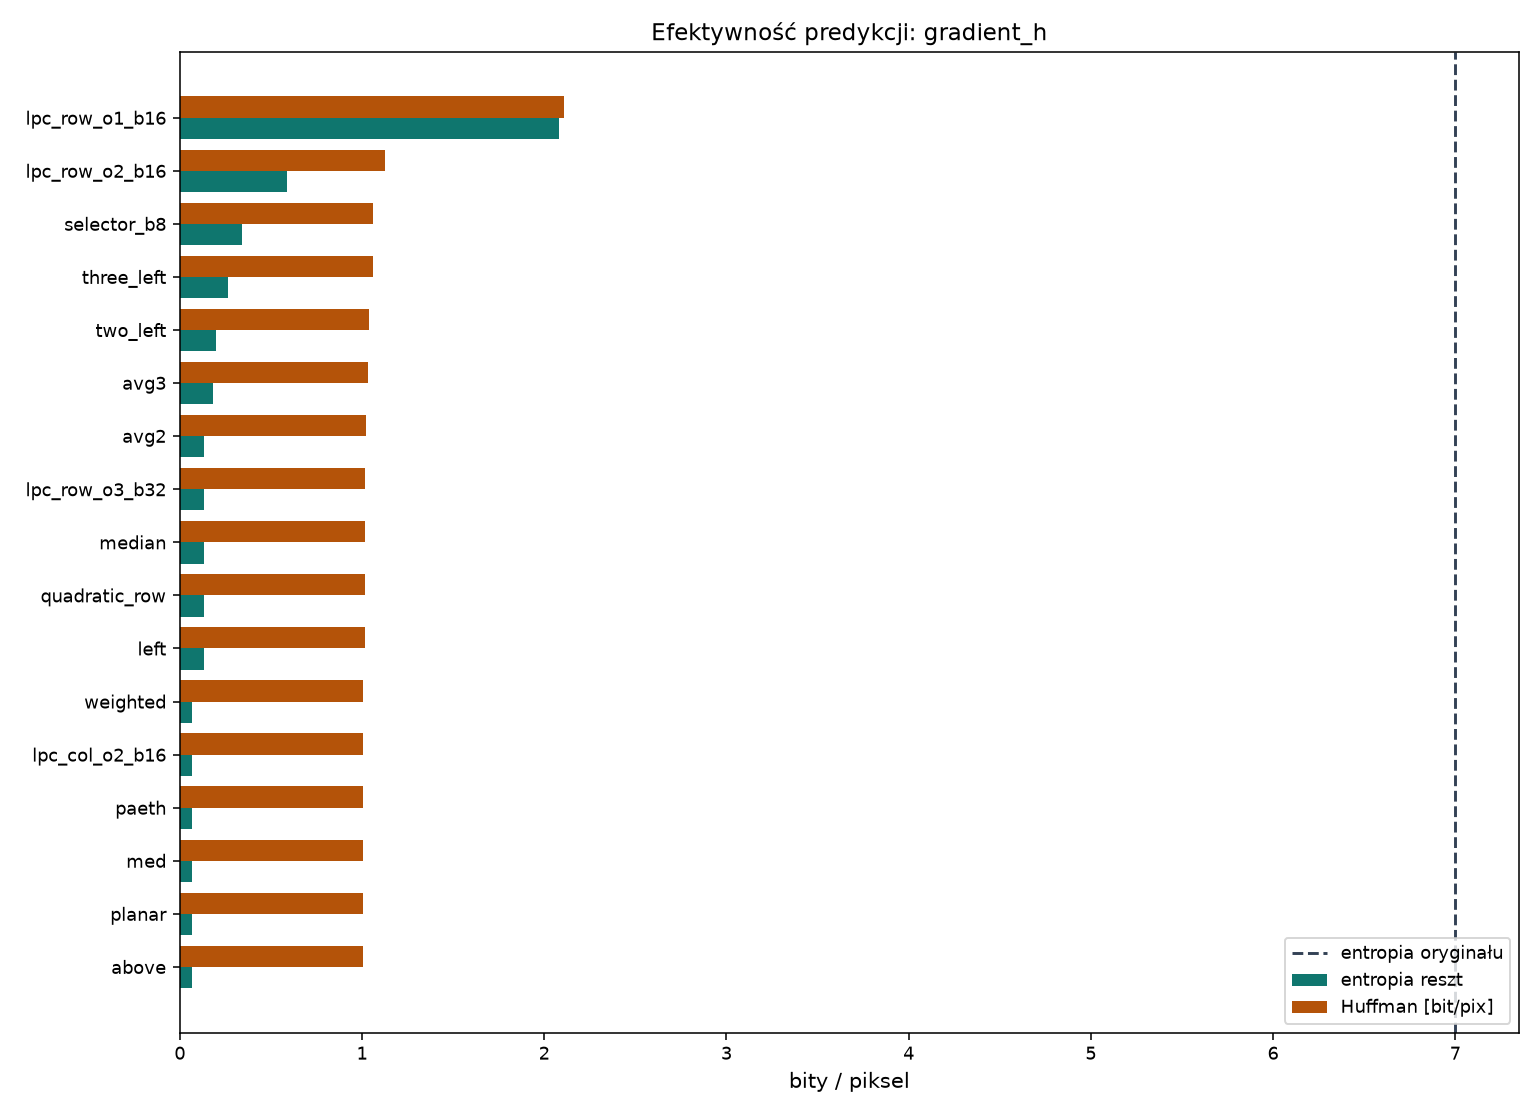 Efektywność predykcji: gradient_h
lpc_row_o1_b16
lpc_row_o2_b16
selector_b8
three_left
two_left
avg3
avg2
lpc_row_o3_b32
median
quadratic_row
left
weighted
lpc_col_o2_b16
paeth
med
planar
above
entropia oryginału
entropia reszt
Huffman [bit/pix]
0 1 2 3 4 5 6 7
bity / piksel